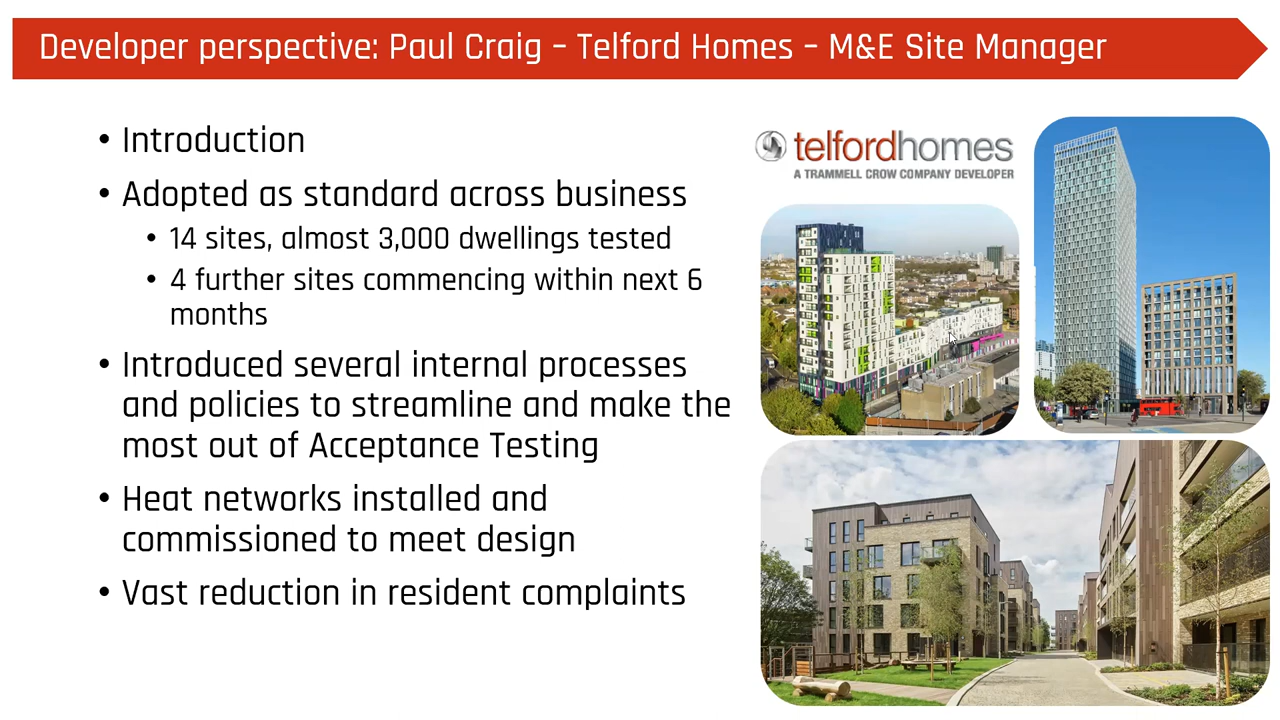 Developer perspective: Paul Craig – Telford Homes – M&E Site Manager
• Introduction
• Adopted as standard across business
• 14 sites, almost 3,000 dwellings tested
• 4 further sites commencing within next 6
months
• Introduced several internal processes
and policies to streamline and make the
most out of Acceptance Testing
• Heat networks installed and
commissioned to meet design
• Vast reduction in resident complaints
telfordhomes
A TRAMMELL CROW COMPANY DEVELOPER